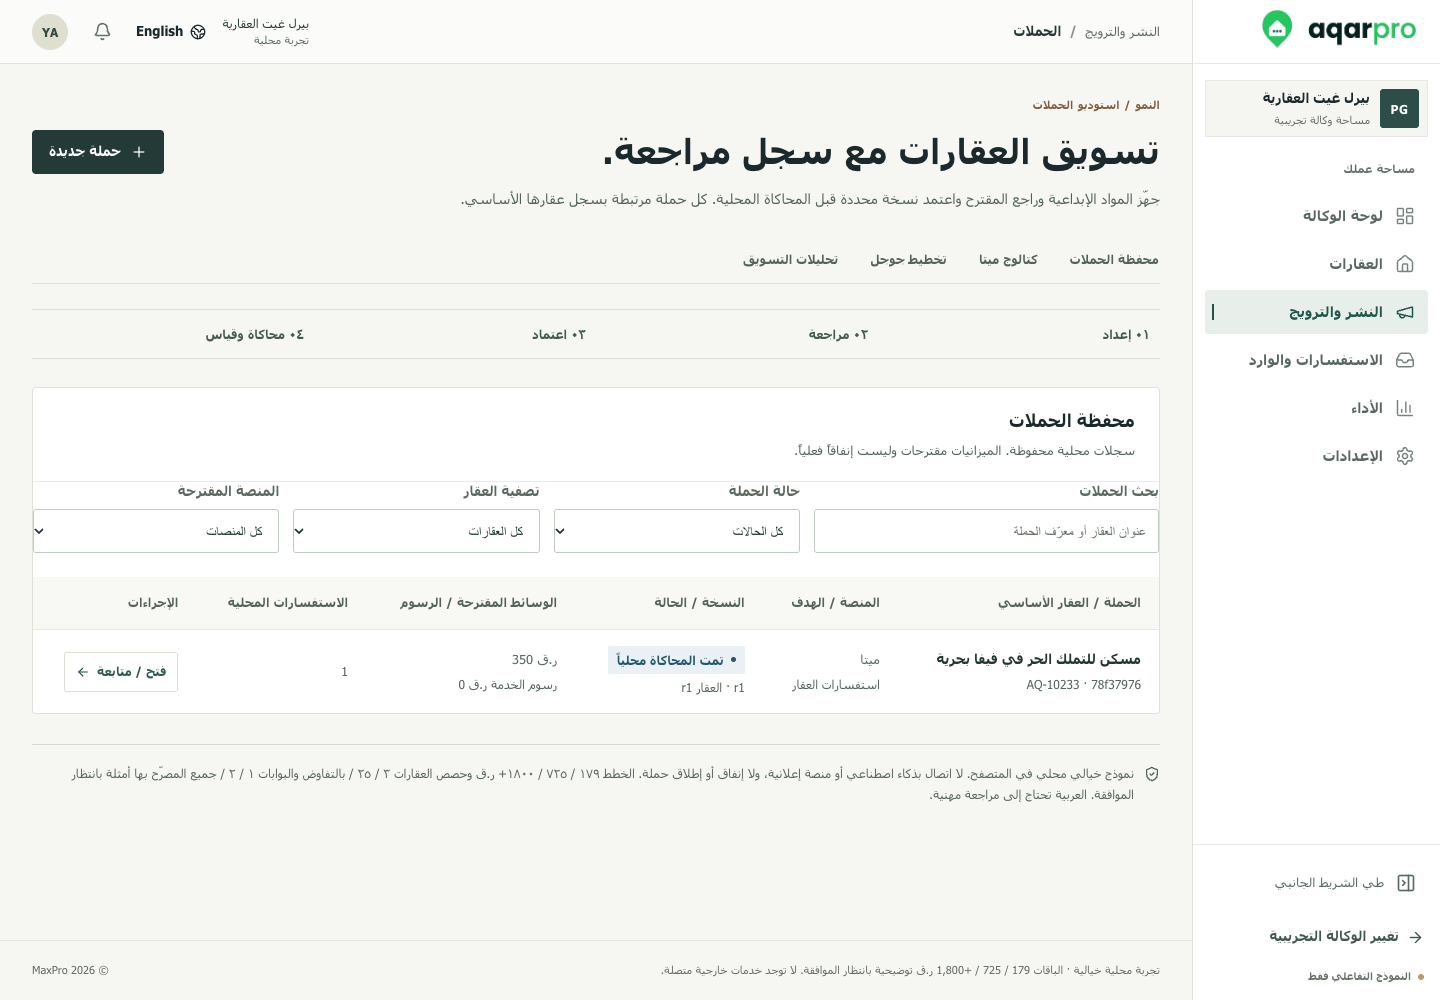 aqarpro
PG
بيرل غيت العقارية
مساحة وكالة تجريبية
مساحة عملك
لوحة الوكالة
العقارات
النشر والترويج
الاستفسارات والوارد
الأداء
الإعدادات
طي الشريط الجانبي
تغيير الوكالة التجريبية
النموذج التفاعلي فقط
النشر والترويج / الحملات
بيرل غيت العقارية
تجربة محلية
English
YA
النمو / استوديو الحملات
تسويق العقارات مع سجل مراجعة.
حملة جديدة
جهّز المواد الإبداعية وراجع المقترح واعتمد نسخة محددة قبل المحاكاة المحلية. كل حملة مرتبطة بسجل عقارها الأساسي.
محفظة الحملات
كتالوج ميتا
تخطيط جوجل
تحليلات التسويق
٠١ إعداد
٠٢ مراجعة
٠٣ اعتماد
٠٤ محاكاة وقياس
محفظة الحملات
سجلات محلية محفوظة. الميزانيات مقترحات وليست إنفاقاً فعلياً.
بحث الحملات
حالة الحملة
تصفية العقار
المنصة المقترحة
عنوان العقار أو معرّف الحملة
كل الحالات
كل العقارات
كل المنصات
الحملة / العقار الأساسي
المنصة / الهدف
النسخة / الحالة
الوسائط المقترحة / الرسوم
الاستفسارات المحلية
الإجراءات
مسكن للتملك الحر في فيفا بحرية
AQ-10233 · 78f37976
ميتا
استفسارات العقار
تمت المحاكاة محلياً
r1 · العقار r1
ر.ق 350
رسوم الخدمة ر.ق 0
1
فتح / متابعة
نموذج خيالي محلي في المتصفح. لا اتصال بذكاء اصطناعي أو منصة إعلانية، ولا إنفاق أو إطلاق حملة. الخطط ١٧٩ / ٧٢٥ / ١٨٠٠+ ر.ق وحصص العقارات ٣ / ٢٥ / بالتفاوض والبوابات ١ / ٢ / جميع المصرّح بها أمثلة بانتظار
الموافقة. العربية تحتاج إلى مراجعة مهنية.
تجربة محلية خيالية · الباقات 179 / 725 / 1,800+ ر.ق توضيحية بانتظار الموافقة. لا توجد خدمات خارجية متصلة.
© 2026 MaxPro